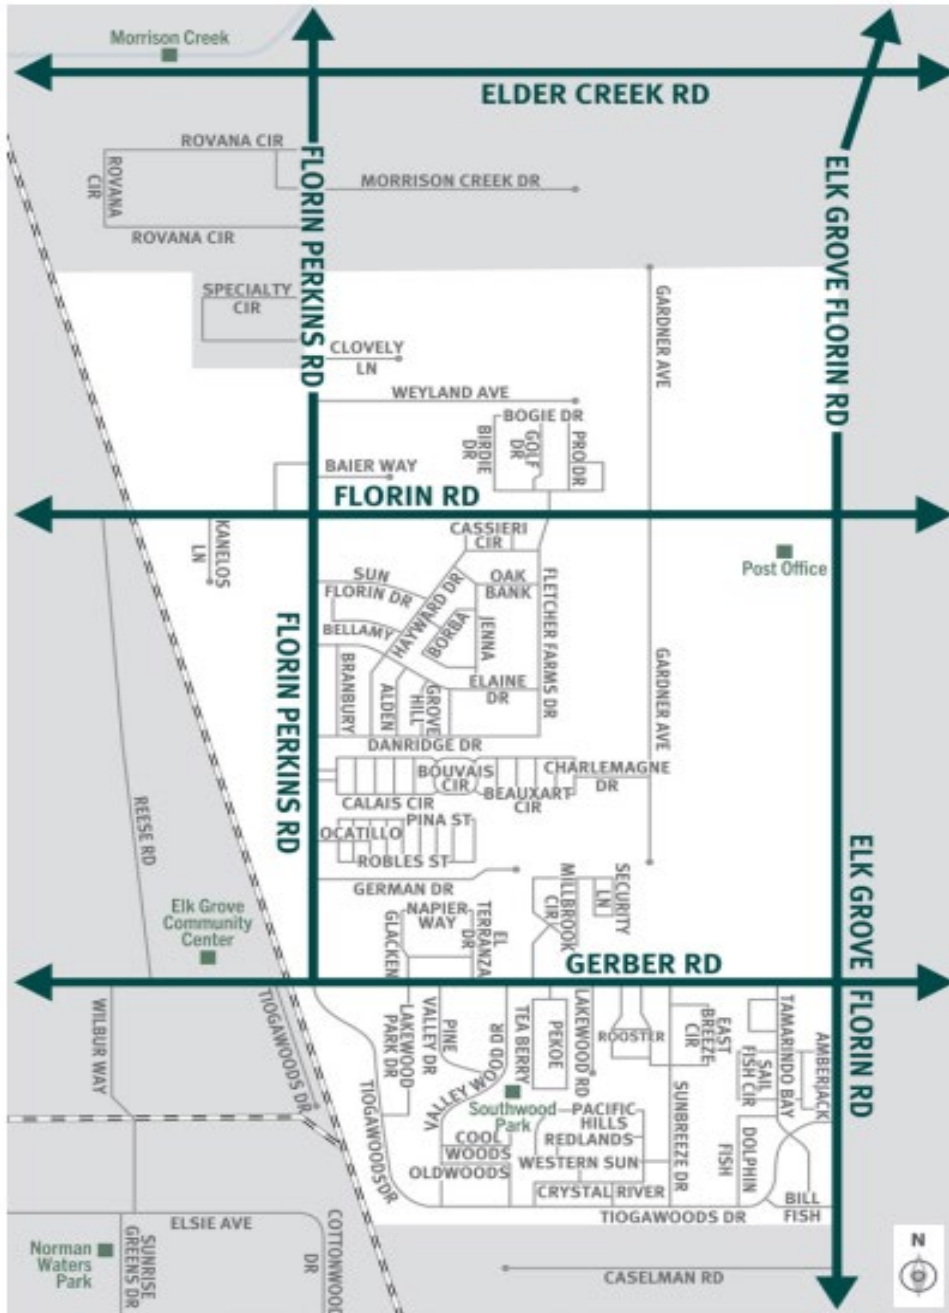 Morrison Creek
ELDER CREEK RD
ROVANA CIR
ROVANA
CIR
MORRISON CREEK DR
ROVANA CIR
FLORIN PERKINS RD
ELK GROVE FLORIN RD
SPECIALTY
CIR
GARDNER AVE
CLOVELY
LN
WEYLAND AVE
BOGIE DR
BIRDIE
DR
GOLF
DR
PRO DR
BAIER WAY
FLORIN RD
KANELOS
LN
CASSIERI
CIR
Post Office
SUN
FLORIN DR
HAYWARD DR
OAK
BANK
FLETCHER FARMS DR
BELLAMY
BORBA
JENNA
FLORIN PERKINS RD
BRANBURY
ALDEN
GROVE
HILL
ELAINE
DR
GARDNER AVE
DANRIDGE DR
BOUVAIS
CIR
CHARLEMAGNE
DR
BEAUXART
CIR
CALAIS CIR
REESE RD
PINA ST
OCATILLO
ROBLES ST
GERMAN DR
MILLBROOK
CIR
SECURITY
LN
ELK GROVE FLORIN RD
Elk Grove
Community
Center
NAPIER
WAY
GLACKEN
EL
TERRANZA
DR
GERBER RD
WILBUR WAY
TIOGAWOODS DR
TIOGAWOODS DR
LAKEWOOD
PARK DR
PINE
VALLEY DR
VALLEY WOOD DR
TEA BERRY
PEKOE
LAKEWOOD RD
ROOSTER
EAST
BREEZE
CIR
SUNBREEZE DR
SAIL
FISH CIR
TAMARINDO BAY
AMBERJACK
Southwood
Park
PACIFIC
HILLS
REDLANDS
COOL
WOODS
OLDWOODS
WESTERN SUN
CRYSTAL RIVER
DOLPHIN
FISH
BILL
FISH
TIOGAWOODS DR
ELSIE AVE
Norman
Waters
Park
SUNRISE
GREENS DR
COTTONWOOD
DR
CASELMAN RD
N